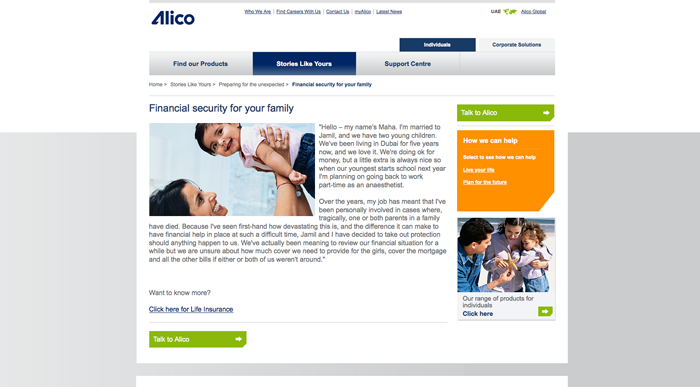 Alico
Who We Are | Find Careers With Us | Contact Us | myAlico | Latest News
UAE Alico Global
Individuals
Corporate Solutions
Find our Products
Stories Like Yours
Support Centre
Home > Stories Like Yours > Preparing for the unexpected > Financial security for your family
Financial security for your family
"Hello – my name's Maha. I'm married to
Jamil, and we have two young children.
We've been living in Dubai for five years
now, and we love it. We're doing ok for
money, but a little extra is always nice so
when our youngest starts school next year
I'm planning on going back to work
part-time as an anaesthetist.
Over the years, my job has meant that I've
been personally involved in cases where,
tragically, one or both parents in a family
have died. Because I've seen first-hand how devastating this is, and the difference it can make to
have financial help in place at such a difficult time, Jamil and I have decided to take out protection
should anything happen to us. We've actually been meaning to review our financial situation for a
while but we are unsure about how much cover we need to provide for the girls, cover the mortgage
and all the other bills if either or both of us weren't around."
Want to know more?
Click here for Life Insurance
Talk to Alico
Talk to Alico
How we can help
Select to see how we can help
Live your life
Plan for the future
Our range of products for
individuals
Click here